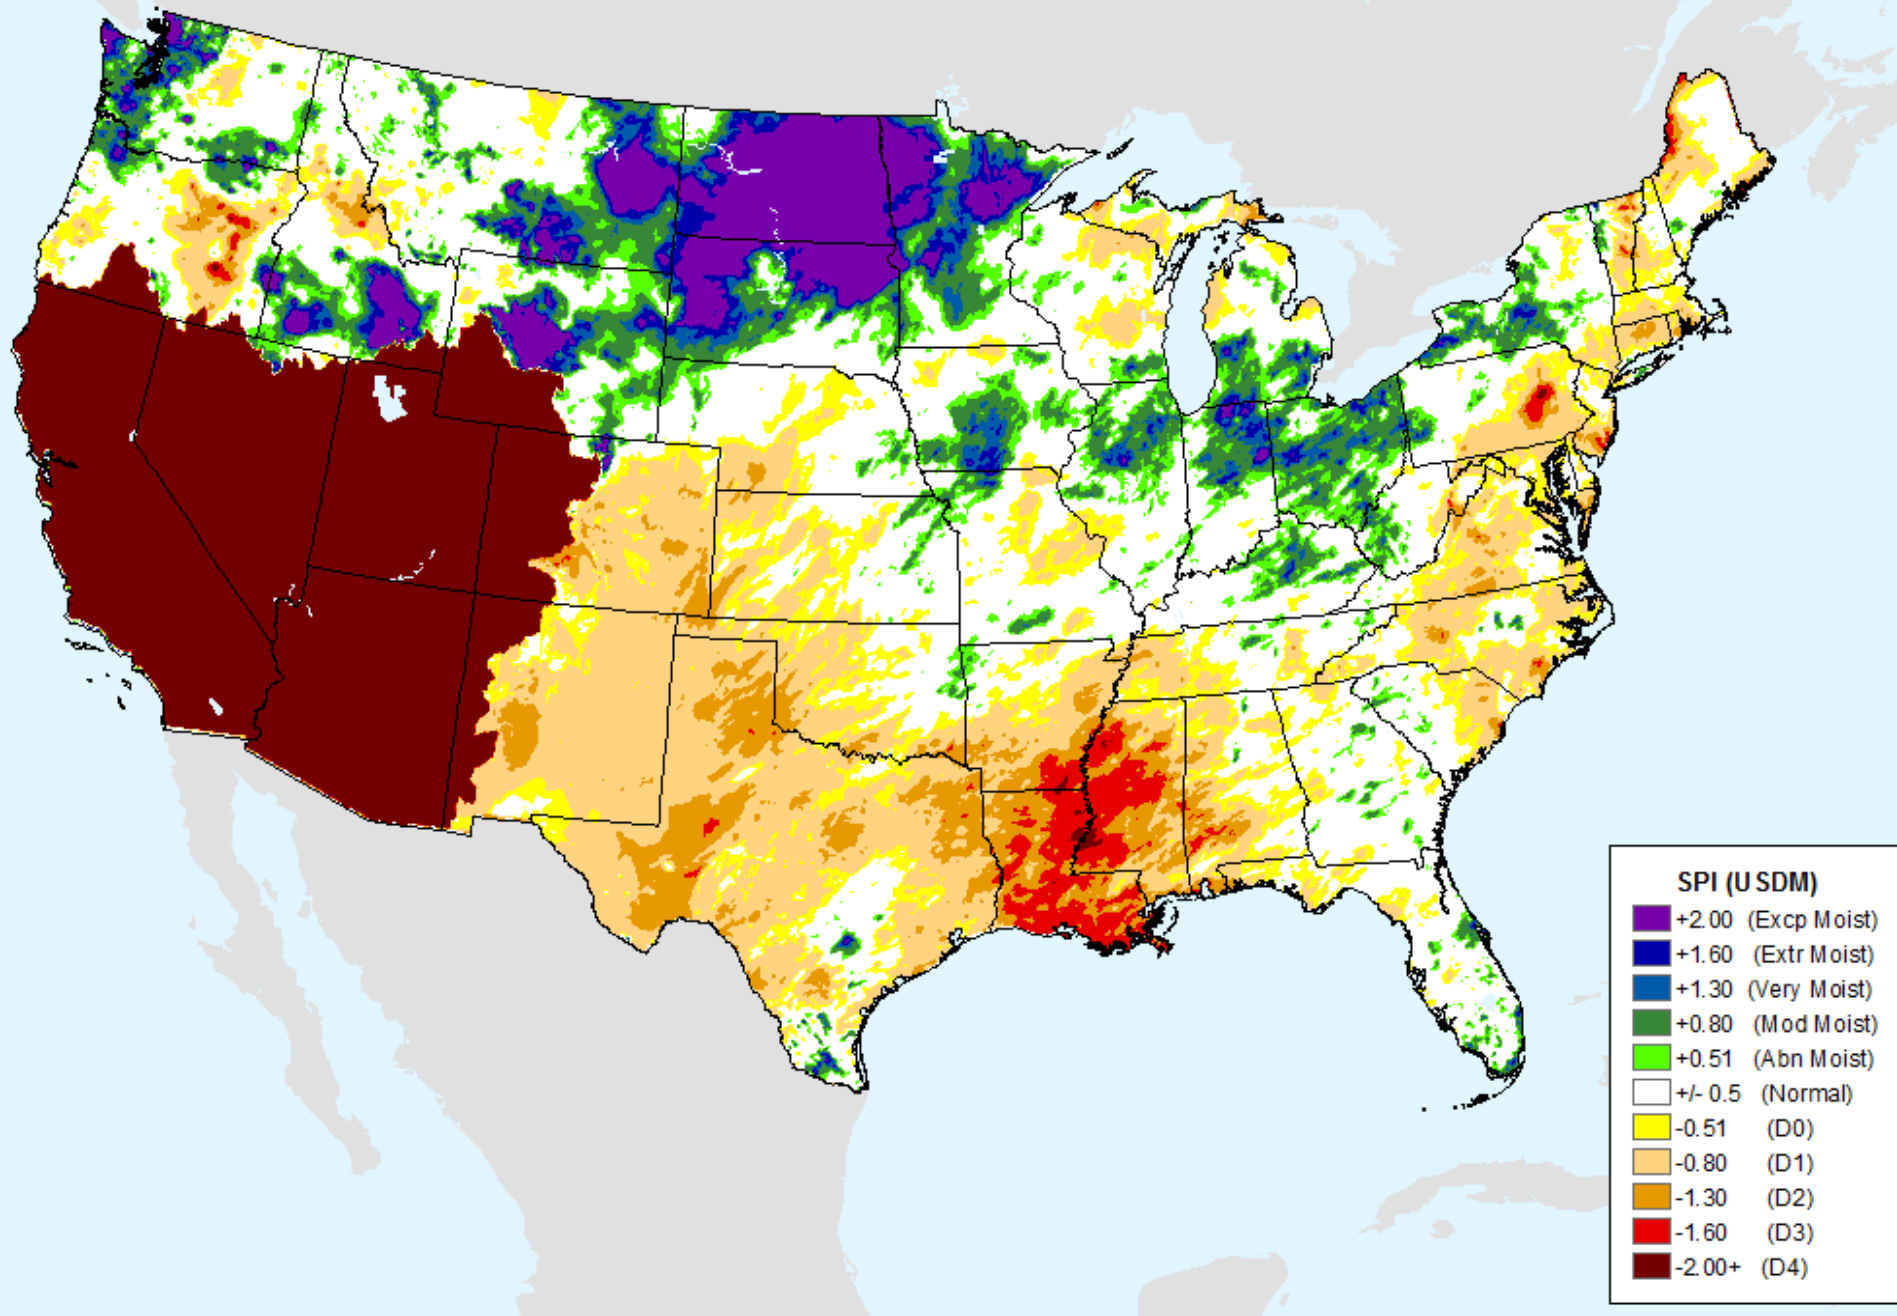 SPI (USDM)
+2.00 (Excp Moist)
+1.60 (Extr Moist)
+1.30 (Very Moist)
+0.80 (Mod Moist)
+0.51 (Abn Moist)
+/- 0.5 (Normal)
-0.51 (D0)
-0.80 (D1)
-1.30 (D2)
-1.60 (D3)
-2.00+ (D4)